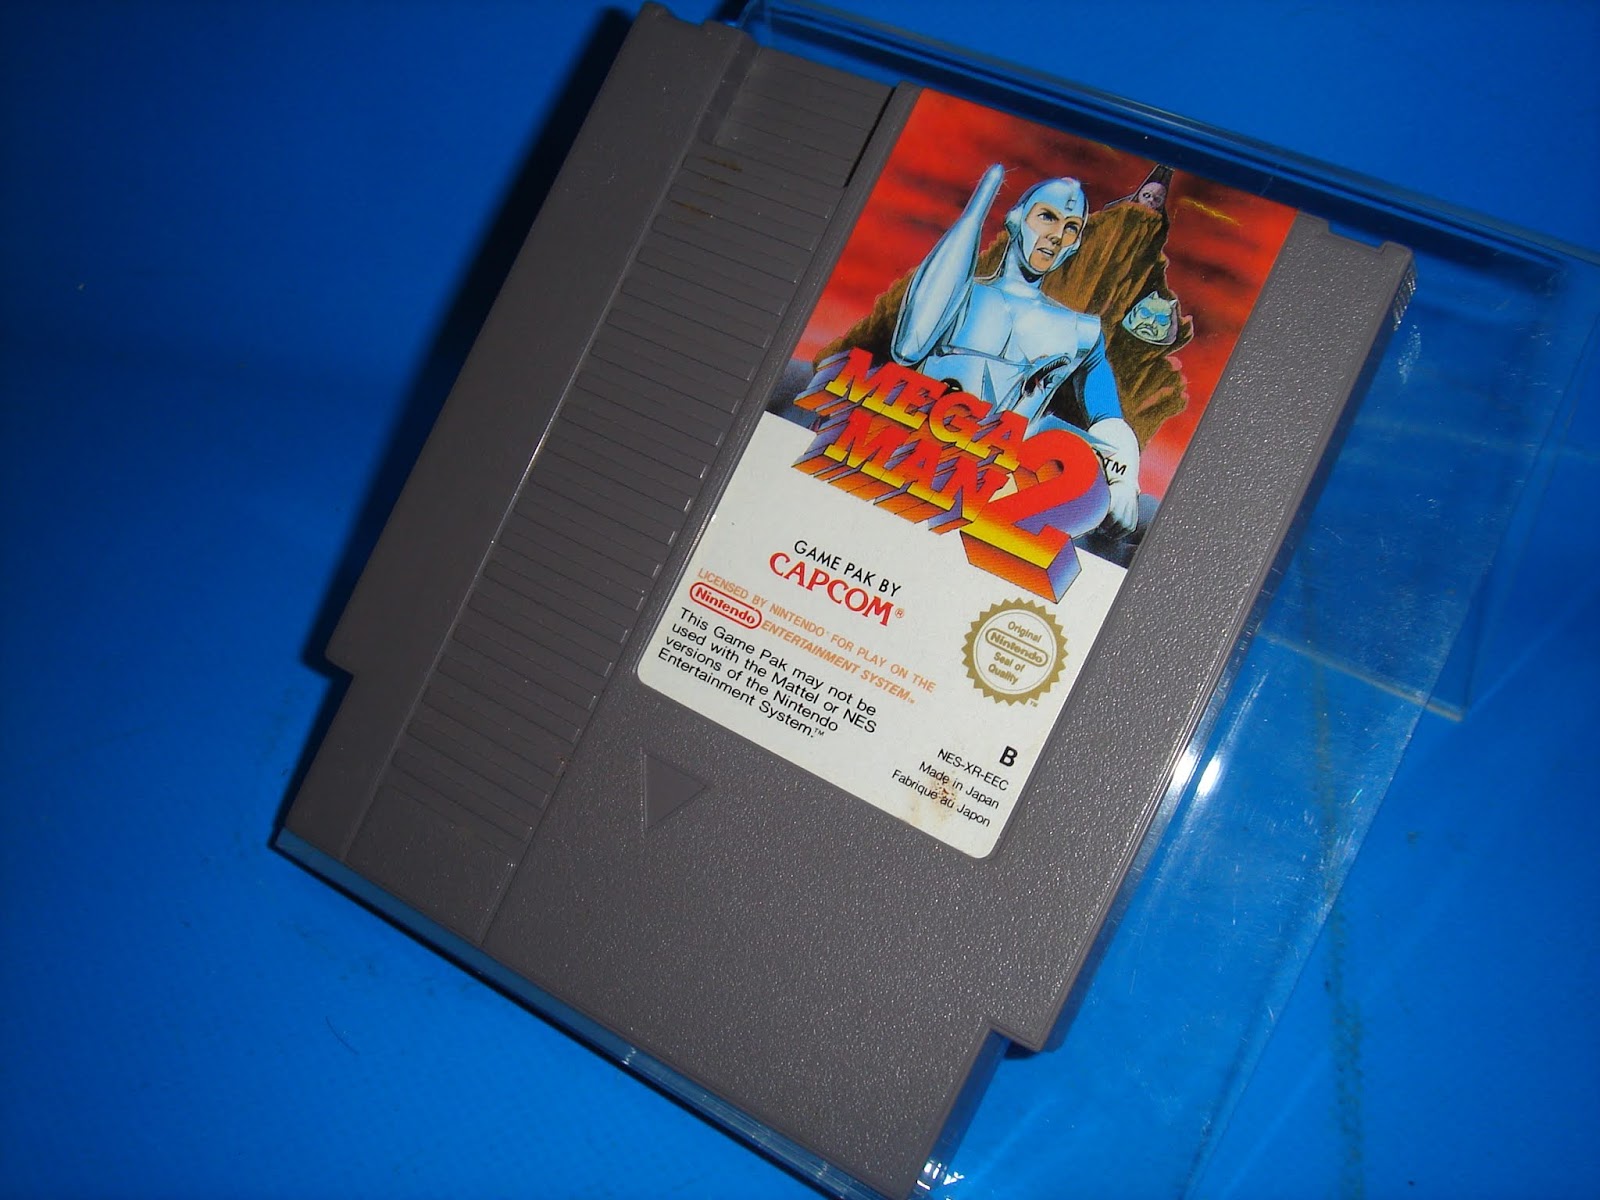 MEGA
MAN 2™
GAME PAK BY
CAPCOM®
LICENSED BY NINTENDO® FOR PLAY ON THE
Nintendo ENTERTAINMENT SYSTEM™
This Game Pak may not be
used with the Mattel or NES
versions of the Nintendo
Entertainment System.™
Original
Nintendo
Seal of
Quality
™
B
NES-XR-EEC
Made in Japan
Fabriqué au Japon